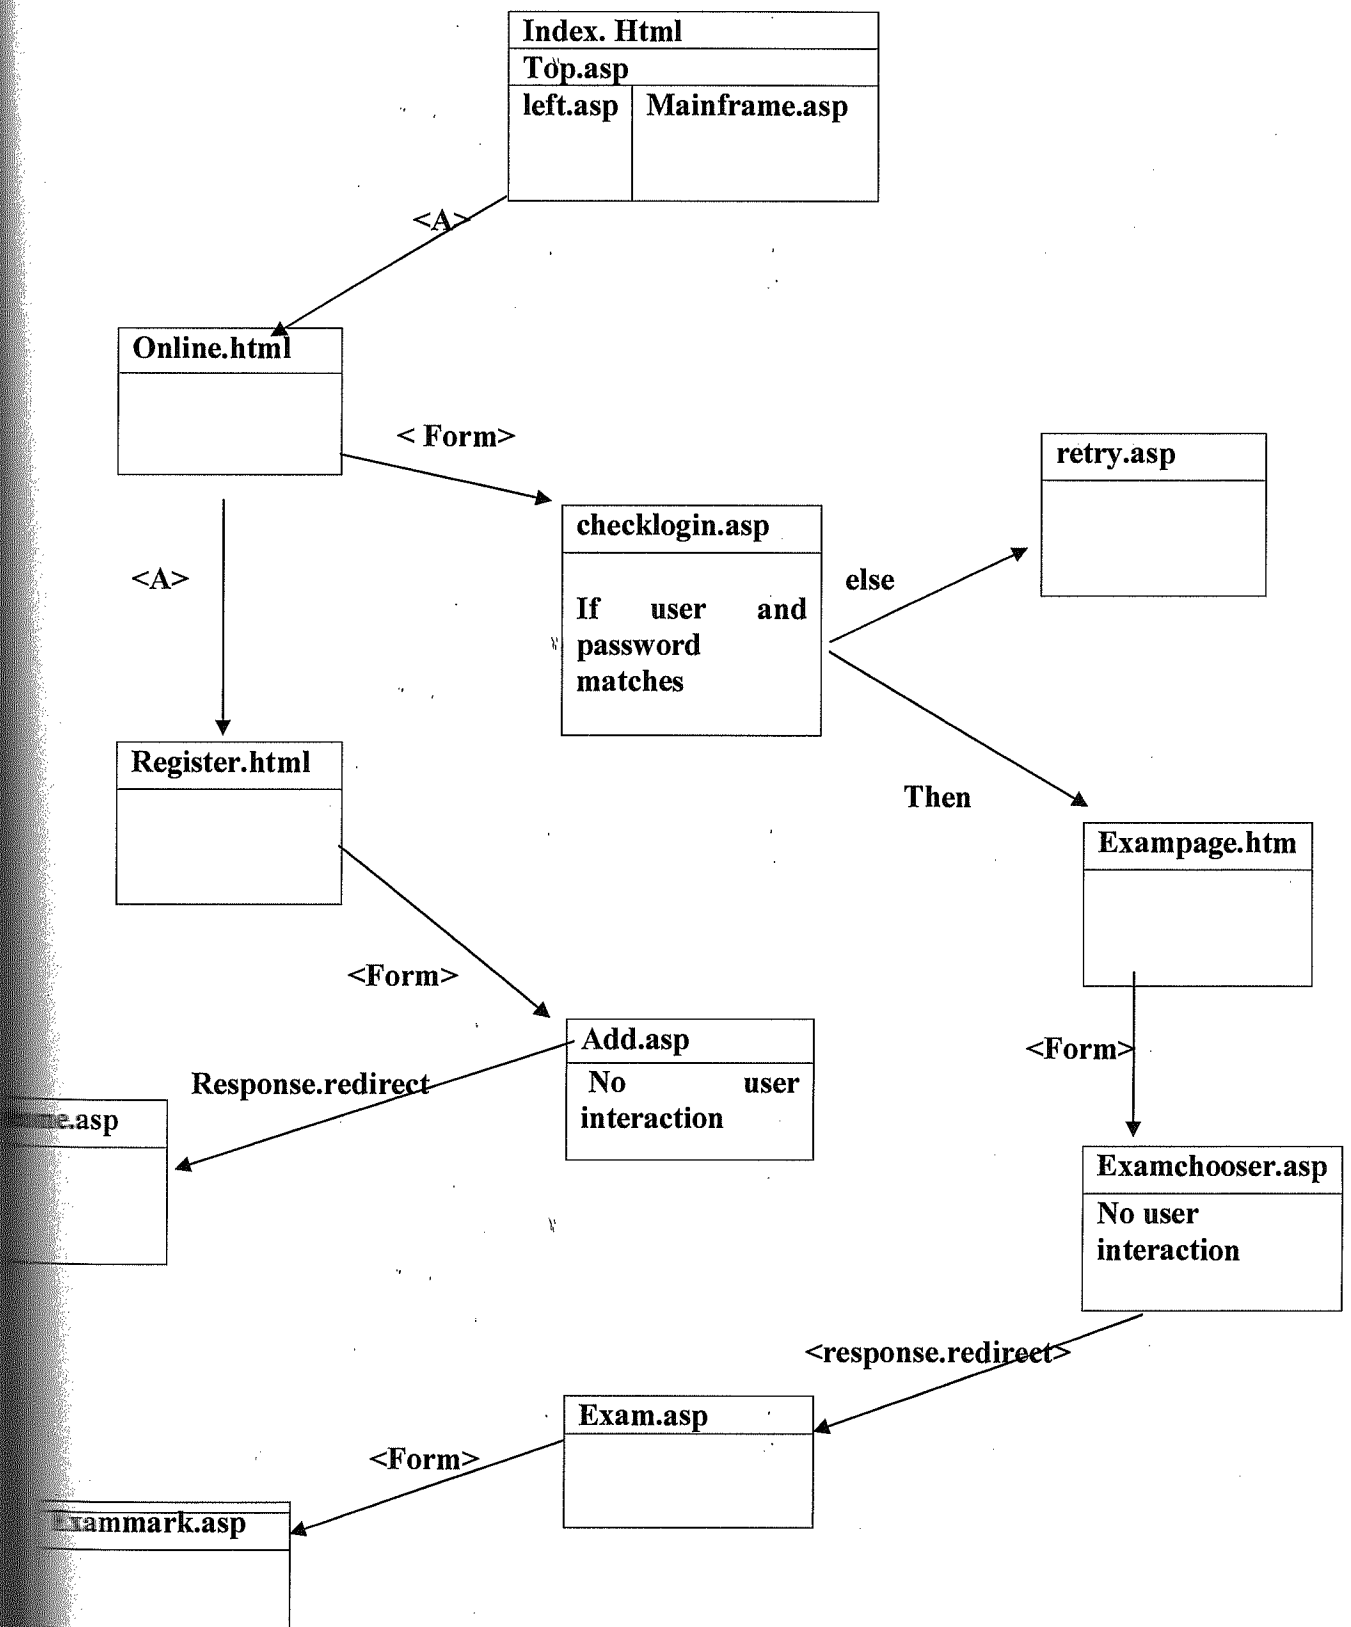 Index. Html
Top.asp
left.asp
Mainframe.asp
<A>
Online.html
< Form>
retry.asp
checklogin.asp
else
<A>
If user and
password
matches
Register.html
Then
Exampage.htm
<Form>
Add.asp
<Form>
Response.redirect
No user
interaction
Examchooser.asp
No user
interaction
<response.redirect>
Exam.asp
<Form>
Exammark.asp